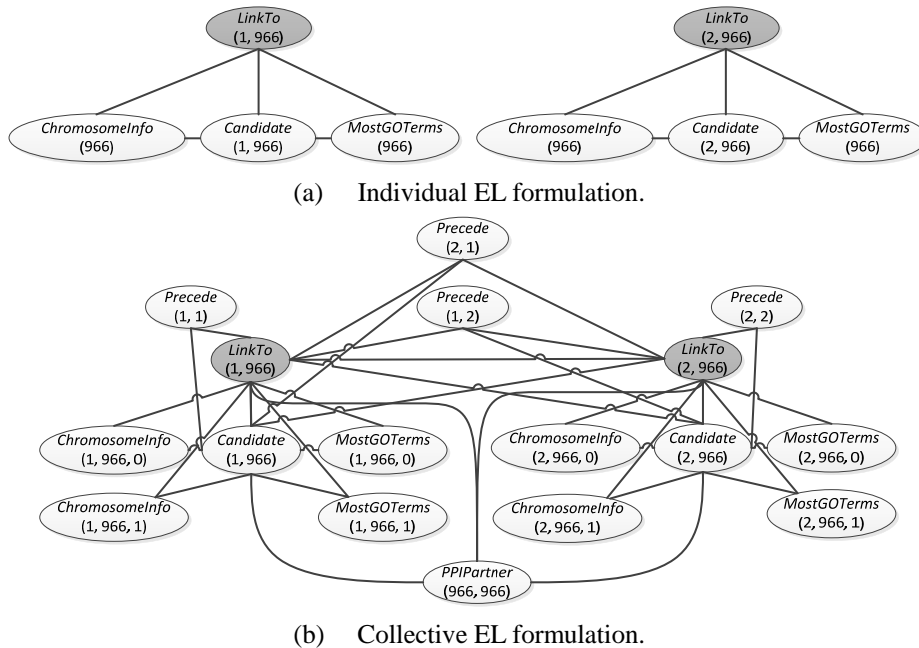 LinkTo
(1, 966)
LinkTo
(2, 966)
ChromosomeInfo
(966)
Candidate
(1, 966)
MostGOTerms
(966)
ChromosomeInfo
(966)
Candidate
(2, 966)
MostGOTerms
(966)
(a) Individual EL formulation.
Precede
(2, 1)
Precede
(1, 1)
Precede
(1, 2)
Precede
(2, 2)
LinkTo
(1, 966)
LinkTo
(2, 966)
ChromosomeInfo
(1, 966, 0)
Candidate
(1, 966)
MostGOTerms
(1, 966, 0)
ChromosomeInfo
(2, 966, 0)
Candidate
(2, 966)
MostGOTerms
(2, 966, 0)
ChromosomeInfo
(1, 966, 1)
MostGOTerms
(1, 966, 1)
ChromosomeInfo
(2, 966, 1)
MostGOTerms
(2, 966, 1)
PPIPartner
(966, 966)
(b) Collective EL formulation.